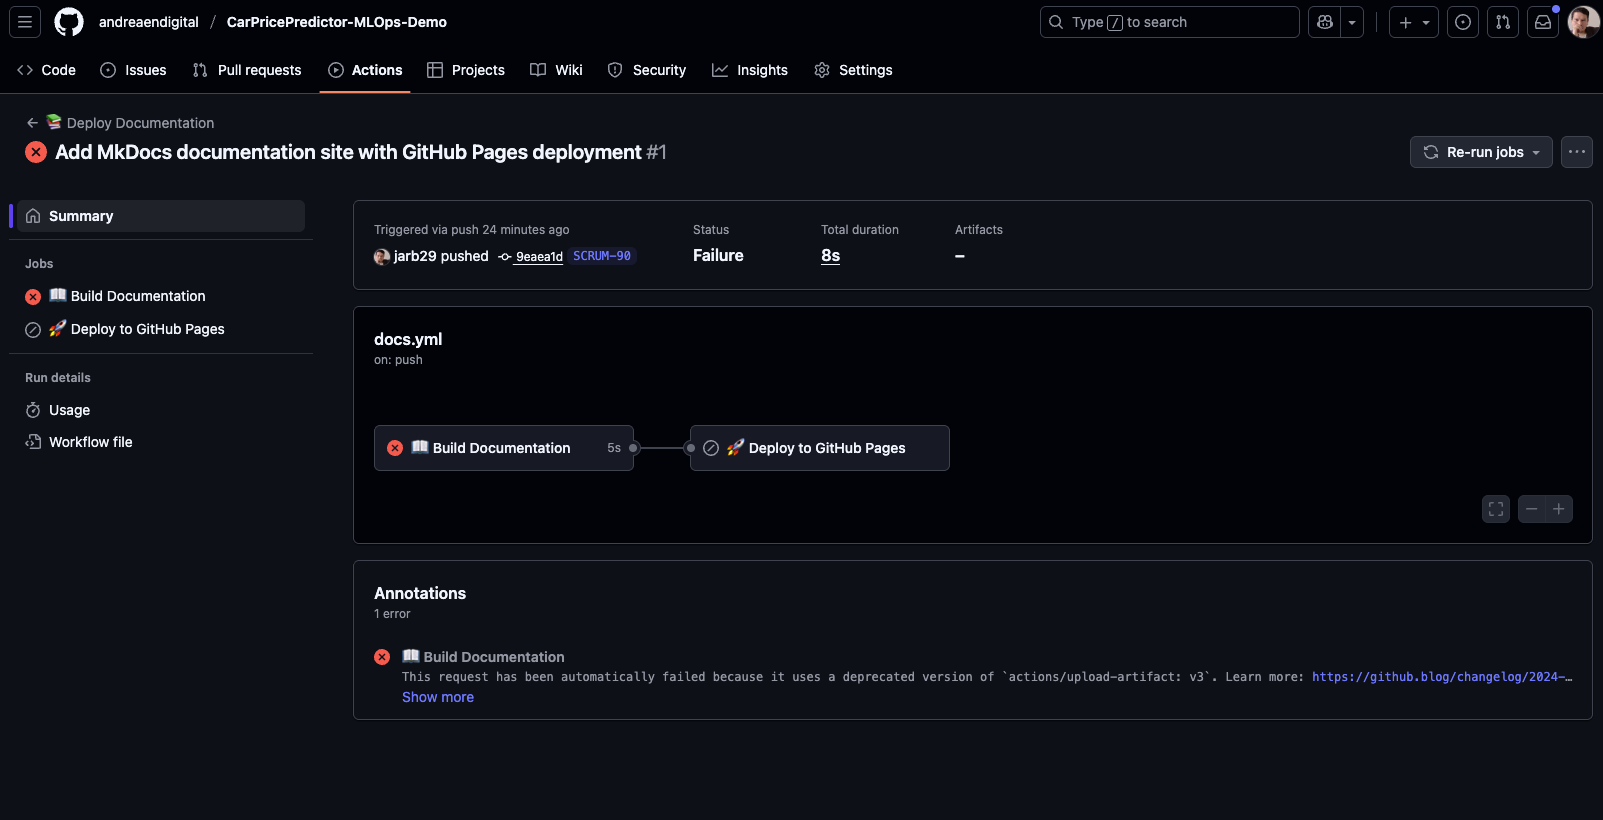 andreaendigital / CarPricePredictor-MLOps-Demo
Type / to search
Code
Issues
Pull requests
Actions
Projects
Wiki
Security
Insights
Settings
Deploy Documentation
Add MkDocs documentation site with GitHub Pages deployment #1
Re-run jobs
Summary
Jobs
Build Documentation
Deploy to GitHub Pages
Run details
Usage
Workflow file
Triggered via push 24 minutes ago
jarb29 pushed 9eaea1d SCRUM-90
Status
Failure
Total duration
8s
Artifacts
–
docs.yml
on: push
Build Documentation 5s
Deploy to GitHub Pages
Annotations
1 error
Build Documentation
This request has been automatically failed because it uses a deprecated version of `actions/upload-artifact: v3`. Learn more: https://github.blog/changelog/2024-…
Show more